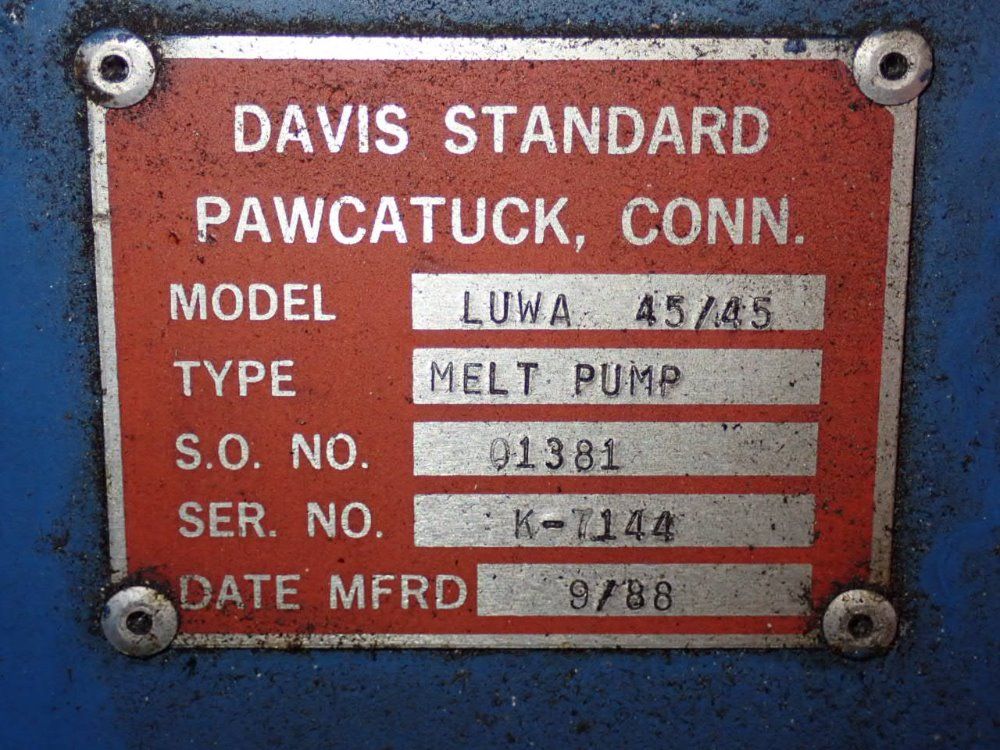 DAVIS STANDARD
PAWCATUCK, CONN.
MODEL LUWA 45/45
TYPE MELT PUMP
S.O. NO. 01381
SER. NO. K-7144
DATE MFRD 9/88